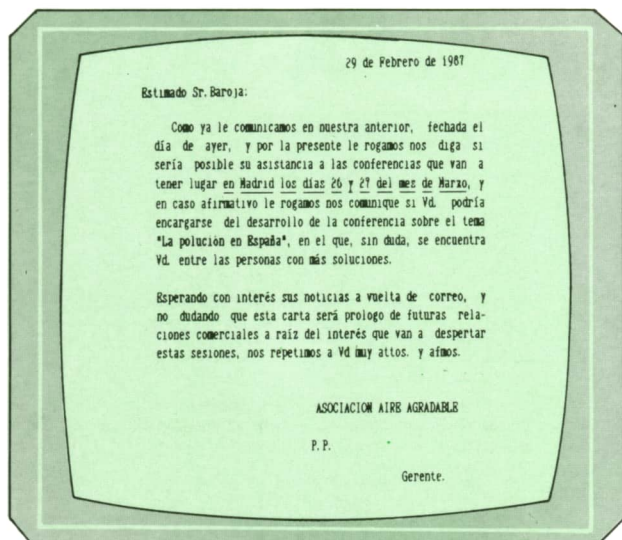 29 de Febrero de 1987
Estimado Sr. Baroja:
Como ya le comunicamos en nuestra anterior, fechada el
día de ayer, y por la presente le rogamos nos diga si
sería posible su asistancia a las conferencias que van a
tener lugar en Madrid los días 26 y 27 del mez de Marzo, y
en caso afirmativo le rogamos nos comunique si Vd. podría
encargarse del desarrollo de la conferencia sobre el tema
"La polución en España", en el que, sin duda, se encuentra
Vd. entre las personas con más soluciones.
Esperando con interés sus noticias a vuelta de correo, y
no dudando que esta carta será prologo de futuras rela-
ciones comerciales a raíz del interés que van a despertar
estas sesiones, nos repetimos a Vd muy attos. y afmos.
ASOCIACION AIRE AGRADABLE
P.P.
Gerente.